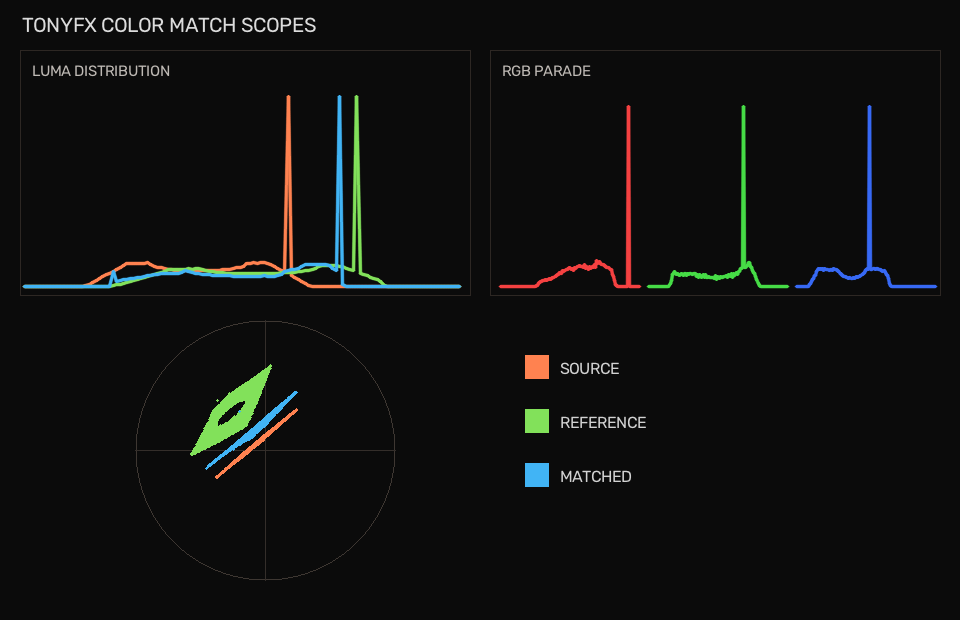 TONYFX COLOR MATCH SCOPES
LUMA DISTRIBUTION
RGB PARADE
SOURCE
REFERENCE
MATCHED